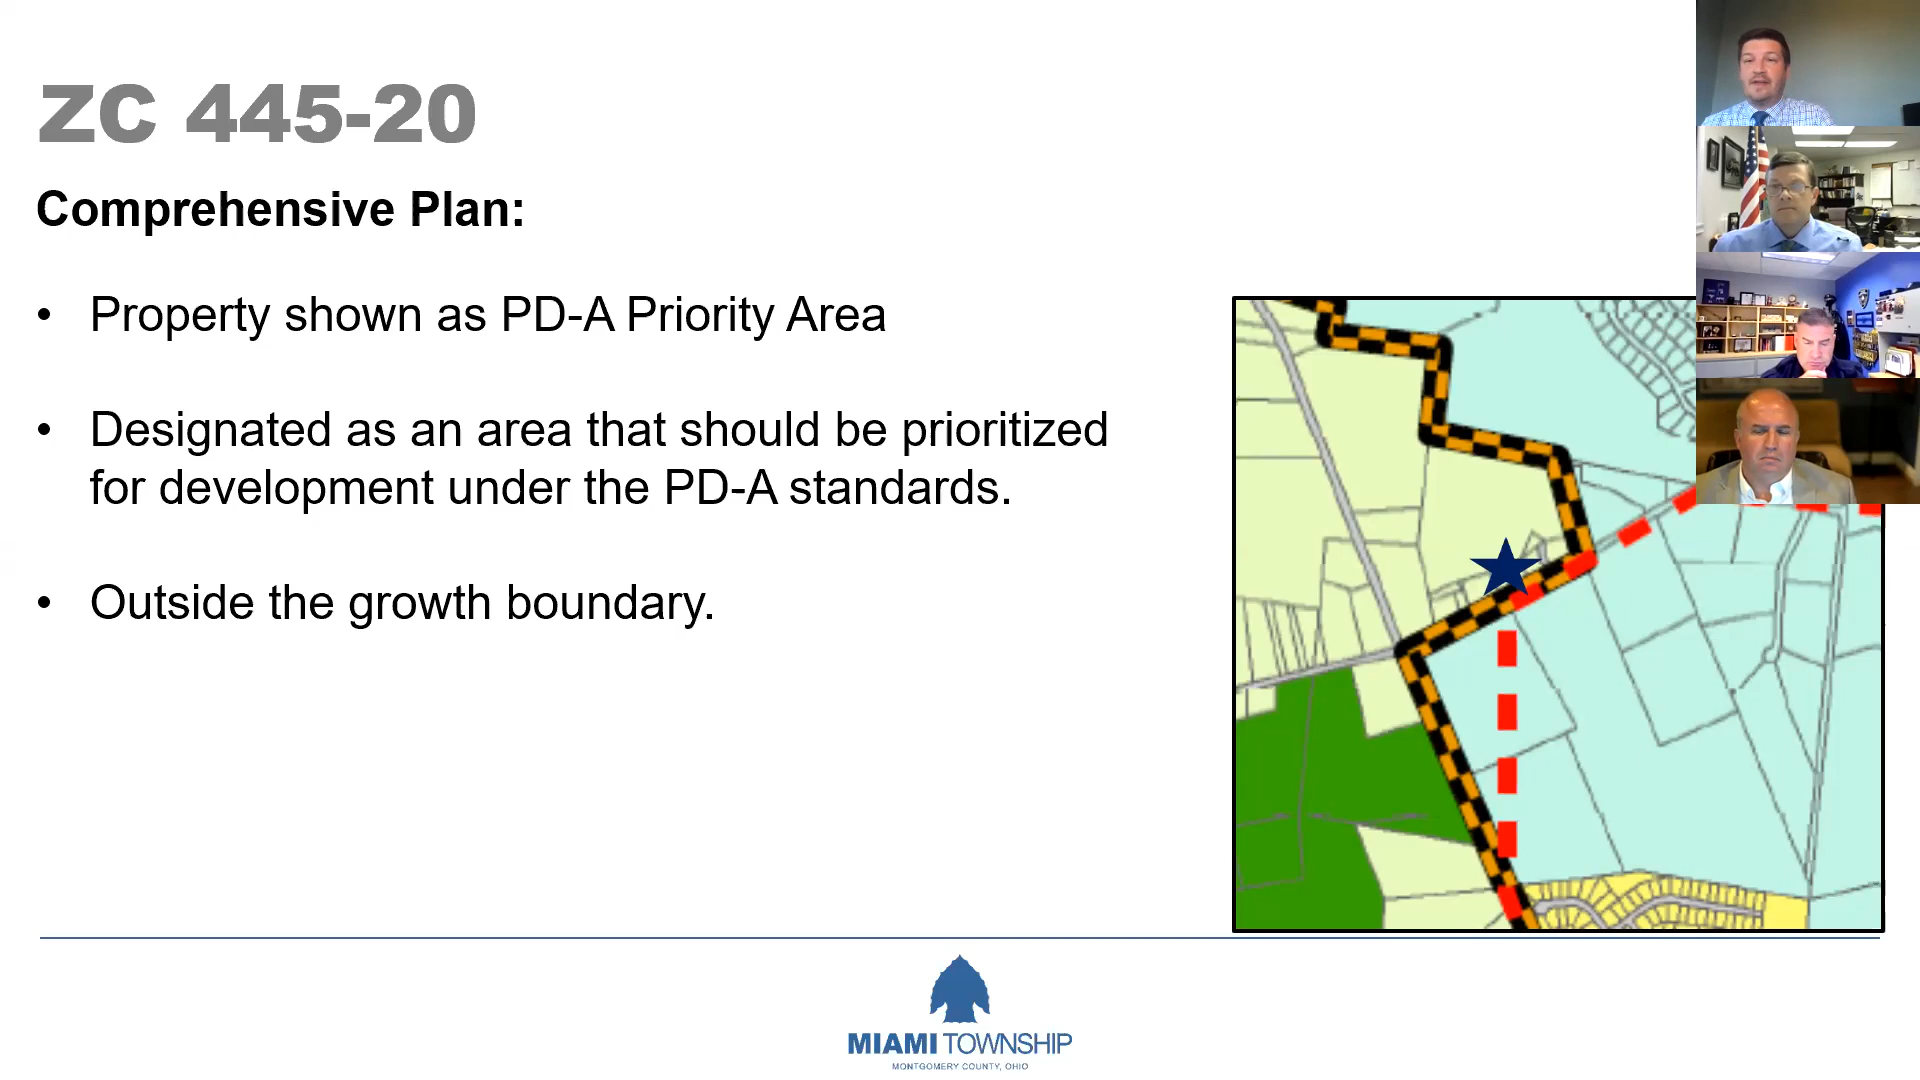 ZC 445-20
Comprehensive Plan:
• Property shown as PD-A Priority Area
• Designated as an area that should be prioritized
for development under the PD-A standards.
• Outside the growth boundary.
MIAMI TOWNSHIP
MONTGOMERY COUNTY, OHIO